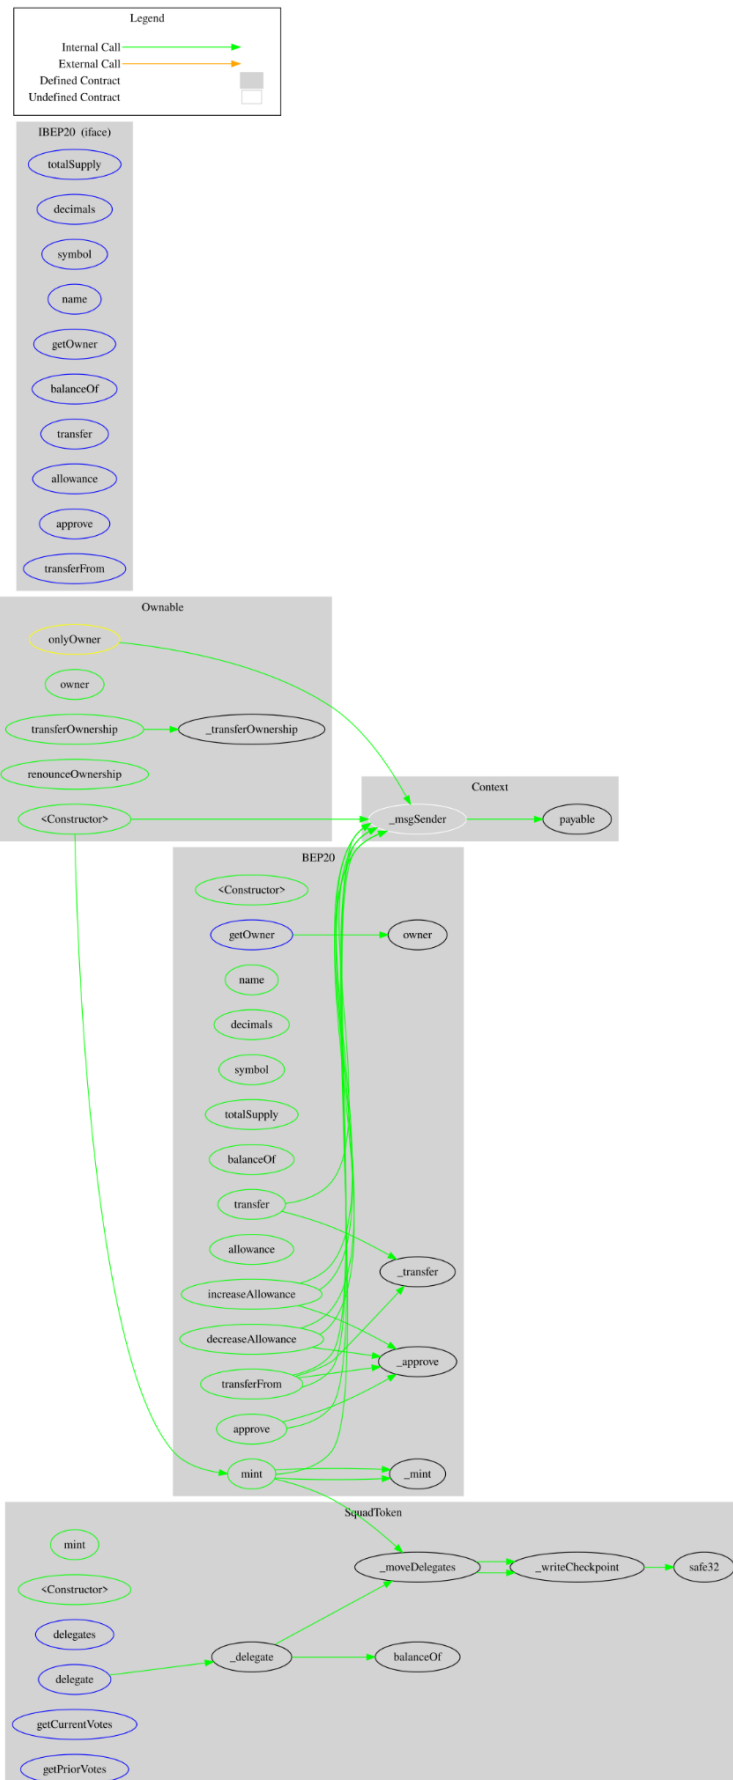 Legend
Internal Call
External Call
Defined Contract
Undefined Contract
IBEP20 (iface)
totalSupply
decimals
symbol
name
getOwner
balanceOf
transfer
allowance
approve
transferFrom
Ownable
onlyOwner
owner
transferOwnership
_transferOwnership
renounceOwnership
<Constructor>
Context
_msgSender
payable
BEP20
<Constructor>
getOwner
owner
name
decimals
symbol
totalSupply
balanceOf
transfer
allowance
_transfer
increaseAllowance
decreaseAllowance
_approve
transferFrom
approve
mint
_mint
SquadToken
mint
_moveDelegates
_writeCheckpoint
safe32
<Constructor>
delegates
_delegate
balanceOf
delegate
getCurrentVotes
getPriorVotes